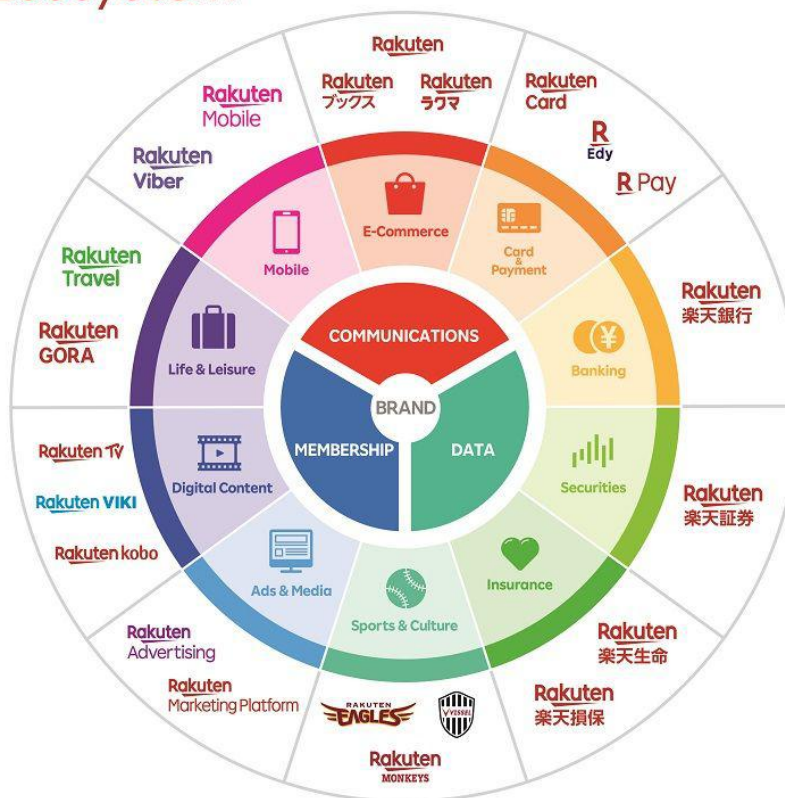 Rakuten
Rakuten
ブックス
Rakuten
ラクマ
Rakuten
Card
R
Edy
R Pay
Rakuten
楽天銀行
Rakuten
楽天証券
Rakuten
楽天生命
Rakuten
楽天損保
RAKUTEN
EAGLES
VISSEL
Rakuten
MONKEYS
Rakuten
Marketing Platform
Rakuten
Advertising
Rakuten kobo
Rakuten VIKI
Rakuten TV
Rakuten
GORA
Rakuten
Travel
Rakuten
Viber
Rakuten
Mobile
E-Commerce
Card
&
Payment
¥
Banking
Securities
Insurance
Sports & Culture
Ads & Media
Digital Content
Life & Leisure
Mobile
COMMUNICATIONS
BRAND
MEMBERSHIP
DATA